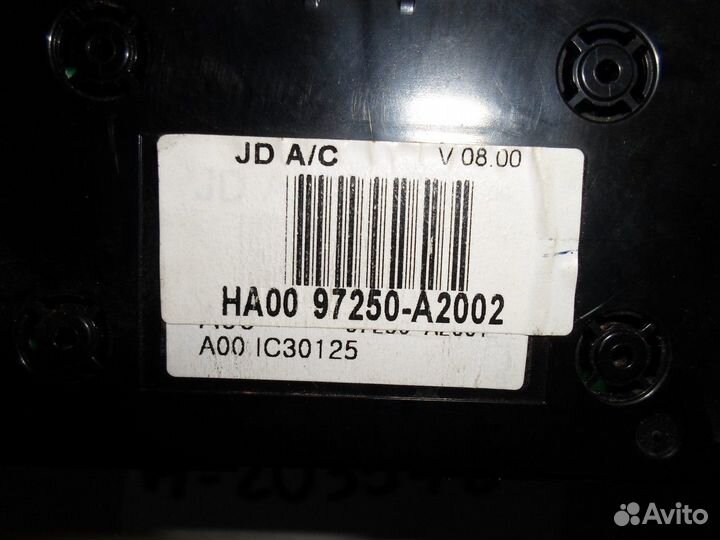 JD A/C V 08.00
HA00 97250-A2002
A00 IC30125
Avito